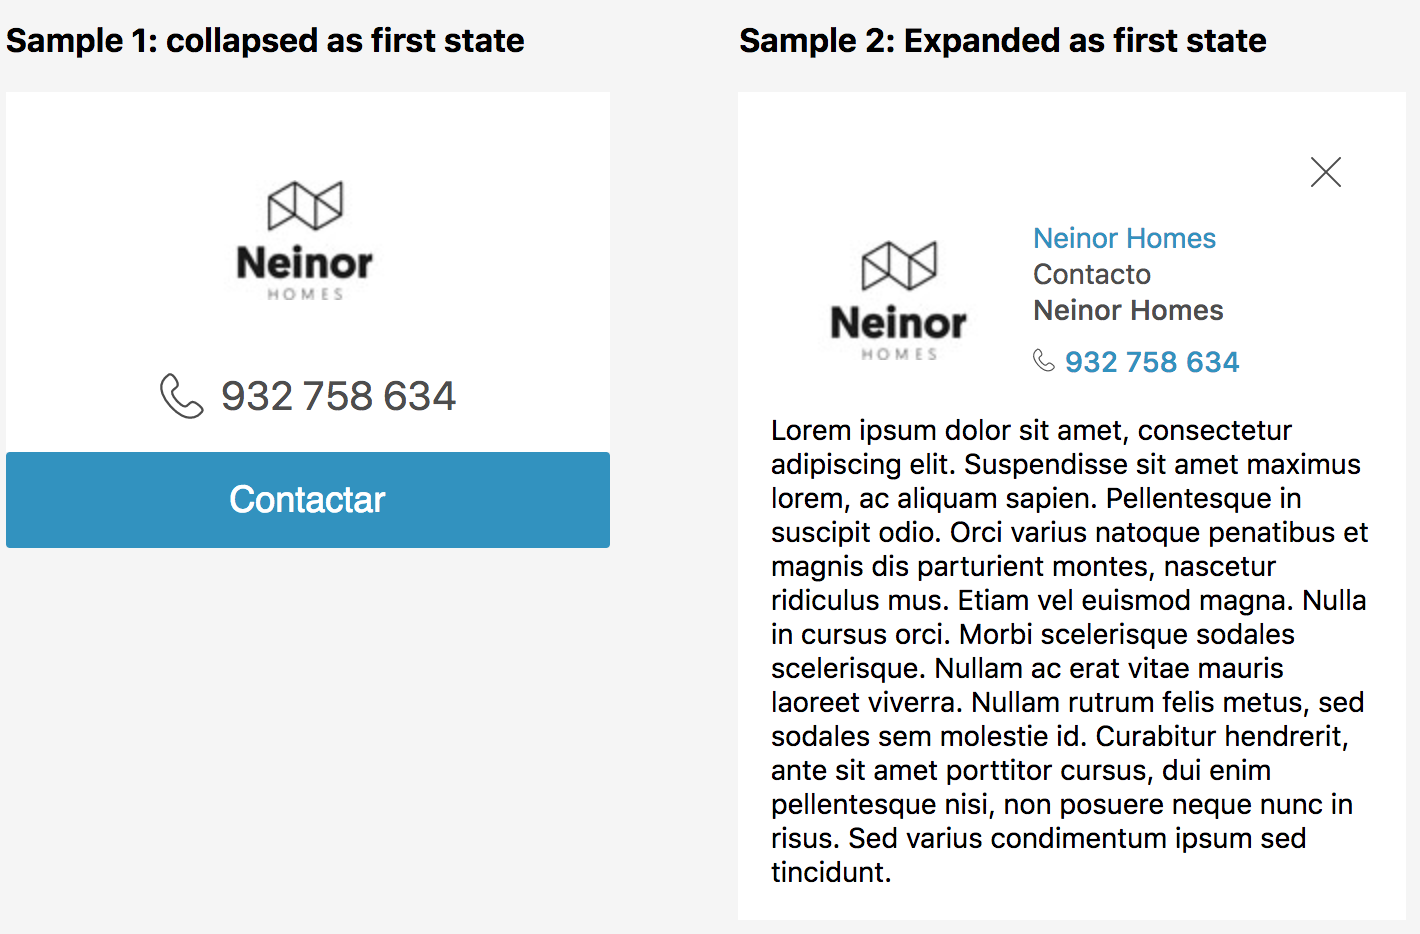 Sample 1: collapsed as first state
Neinor
HOMES
932 758 634
Contactar
Sample 2: Expanded as first state
Neinor
HOMES
Neinor Homes
Contacto
Neinor Homes
932 758 634
Lorem ipsum dolor sit amet, consectetur
adipiscing elit. Suspendisse sit amet maximus
lorem, ac aliquam sapien. Pellentesque in
suscipit odio. Orci varius natoque penatibus et
magnis dis parturient montes, nascetur
ridiculus mus. Etiam vel euismod magna. Nulla
in cursus orci. Morbi scelerisque sodales
scelerisque. Nullam ac erat vitae mauris
laoreet viverra. Nullam rutrum felis metus, sed
sodales sem molestie id. Curabitur hendrerit,
ante sit amet porttitor cursus, dui enim
pellentesque nisi, non posuere neque nunc in
risus. Sed varius condimentum ipsum sed
tincidunt.